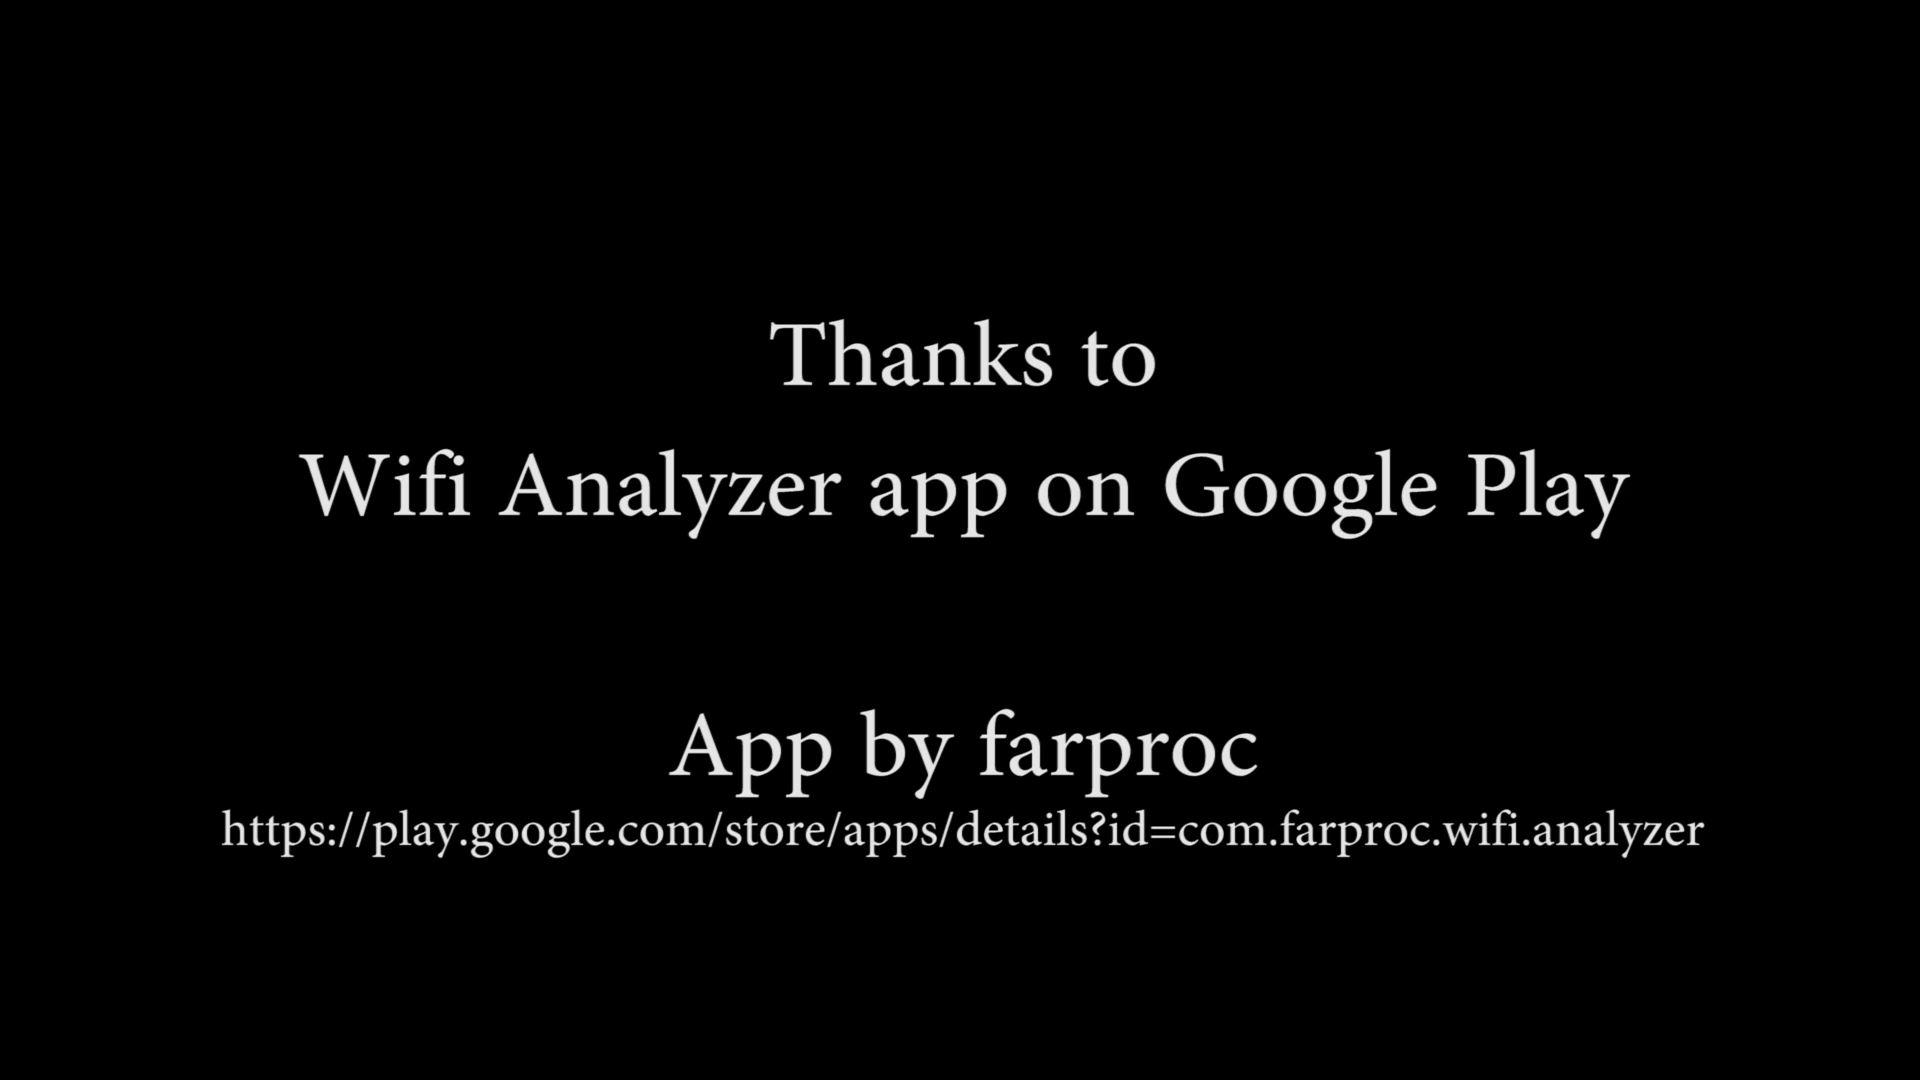 Thanks to
Wifi Analyzer app on Google Play
App by farproc
https://play.google.com/store/apps/details?id=com.farproc.wifi.analyzer